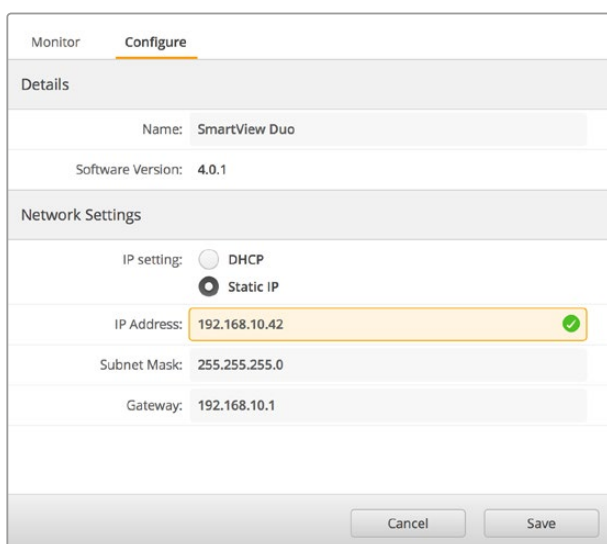 Monitor Configure
Details
Name: SmartView Duo
Software Version: 4.0.1
Network Settings
IP setting: DHCP
Static IP
IP Address: 192.168.10.42
Subnet Mask: 255.255.255.0
Gateway: 192.168.10.1
Cancel Save